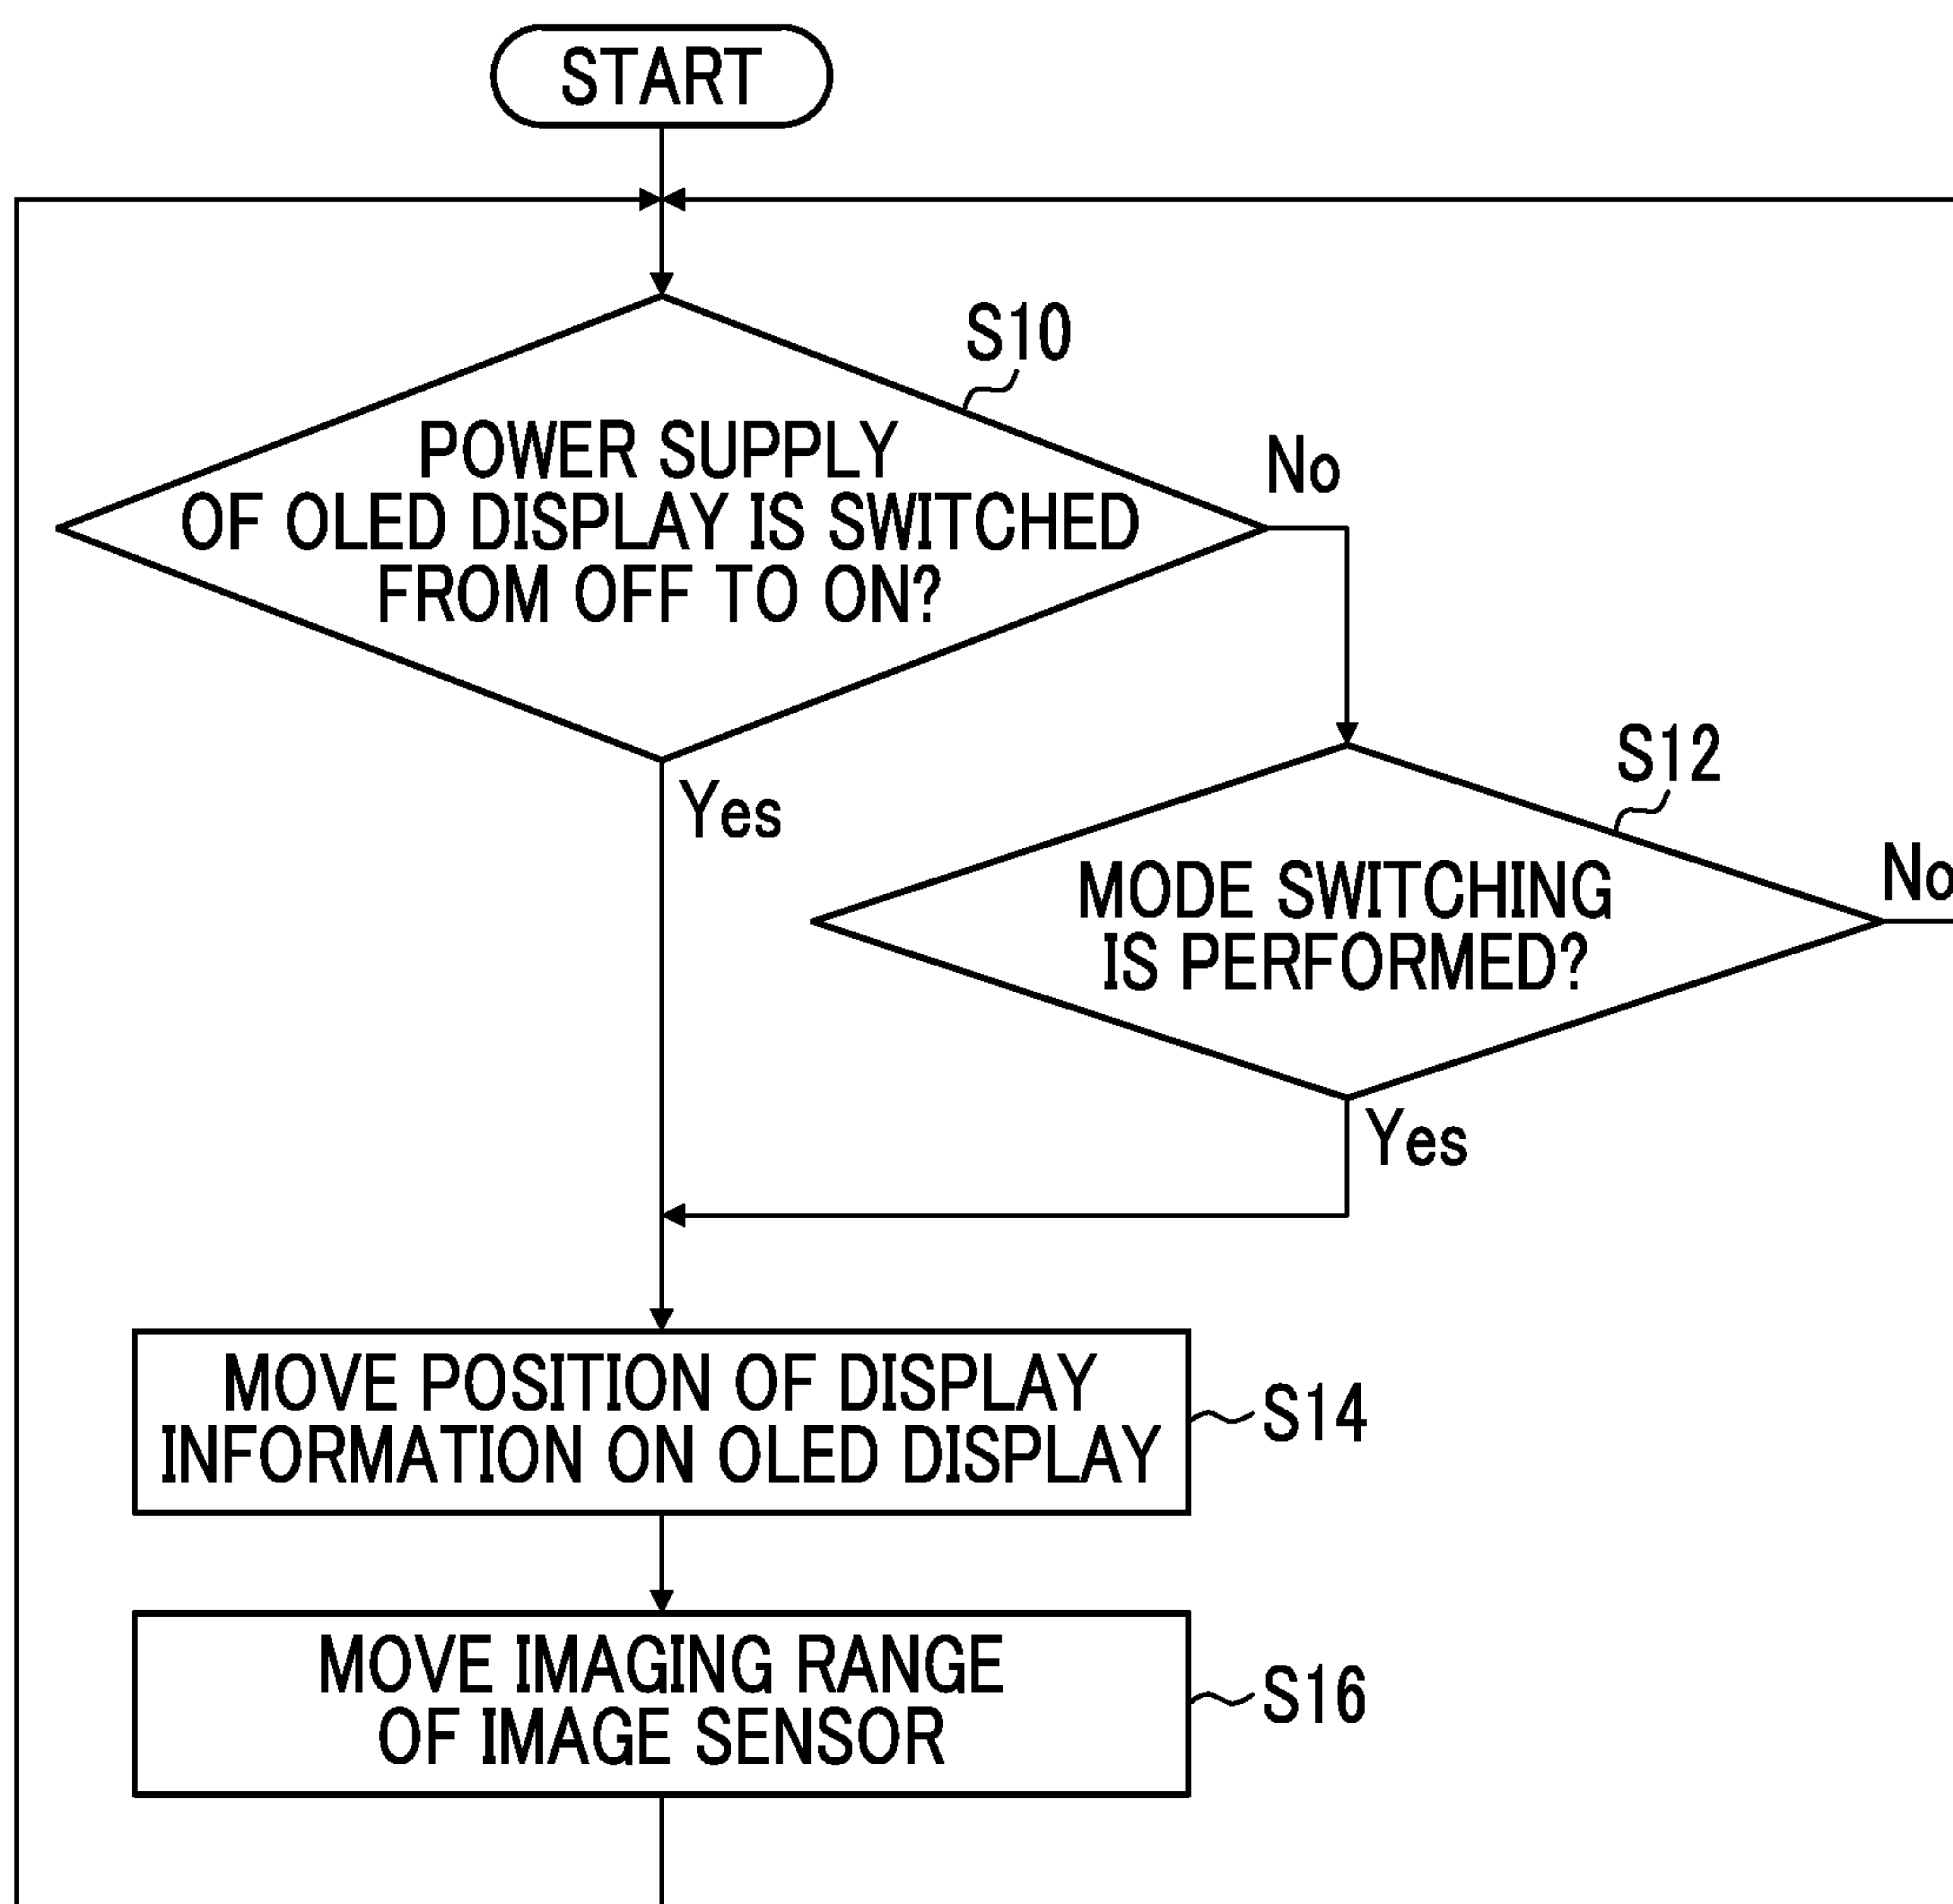 START
S10
POWER SUPPLY
OF OLED DISPLAY IS SWITCHED
FROM OFF TO ON?
No
Yes
S12
MODE SWITCHING
IS PERFORMED?
No
Yes
MOVE POSITION OF DISPLAY
INFORMATION ON OLED DISPLAY
S14
MOVE IMAGING RANGE
OF IMAGE SENSOR
S16